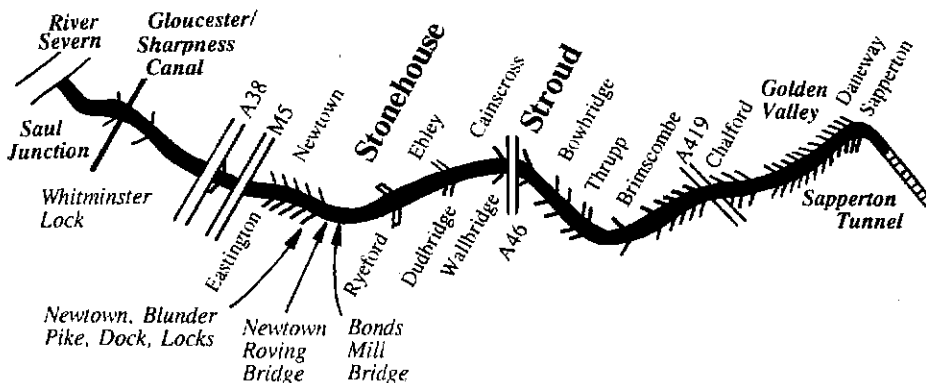 River
Severn
Gloucester/
Sharpness
Canal
A38
M5
Newtown
Stonehouse
Ebley
Cainscross
Stroud
Bowbridge
Thrupp
Brimscombe
A419
Chalford
Golden
Valley
Daneway
Sapperton
Saul
Junction
Whitminster
Lock
Eastington
Ryeford
Dudbridge
Wallbridge
A46
Sapperton
Tunnel
Newtown, Blunder
Pike, Dock, Locks
Newtown
Roving
Bridge
Bonds
Mill
Bridge